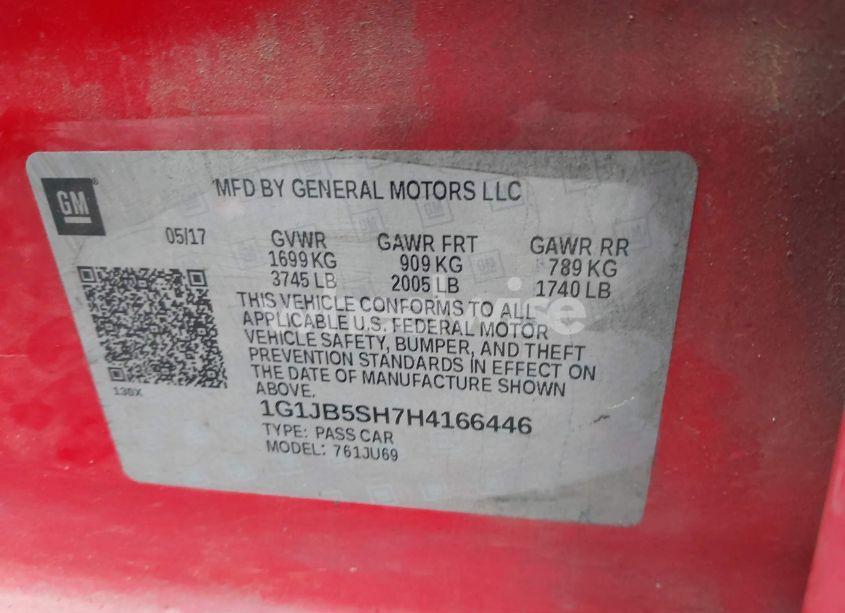 GM
MFD BY GENERAL MOTORS LLC
05/17 GVWR GAWR FRT GAWR RR
1699 KG 909 KG 789 KG
3745 LB 2005 LB 1740 LB
THIS VEHICLE CONFORMS TO ALL
APPLICABLE U.S. FEDERAL MOTOR
VEHICLE SAFETY, BUMPER, AND THEFT
PREVENTION STANDARDS IN EFFECT ON
THE DATE OF MANUFACTURE SHOWN
ABOVE.
138X
1G1JB5SH7H4166446
TYPE: PASS CAR
MODEL: 761JU69